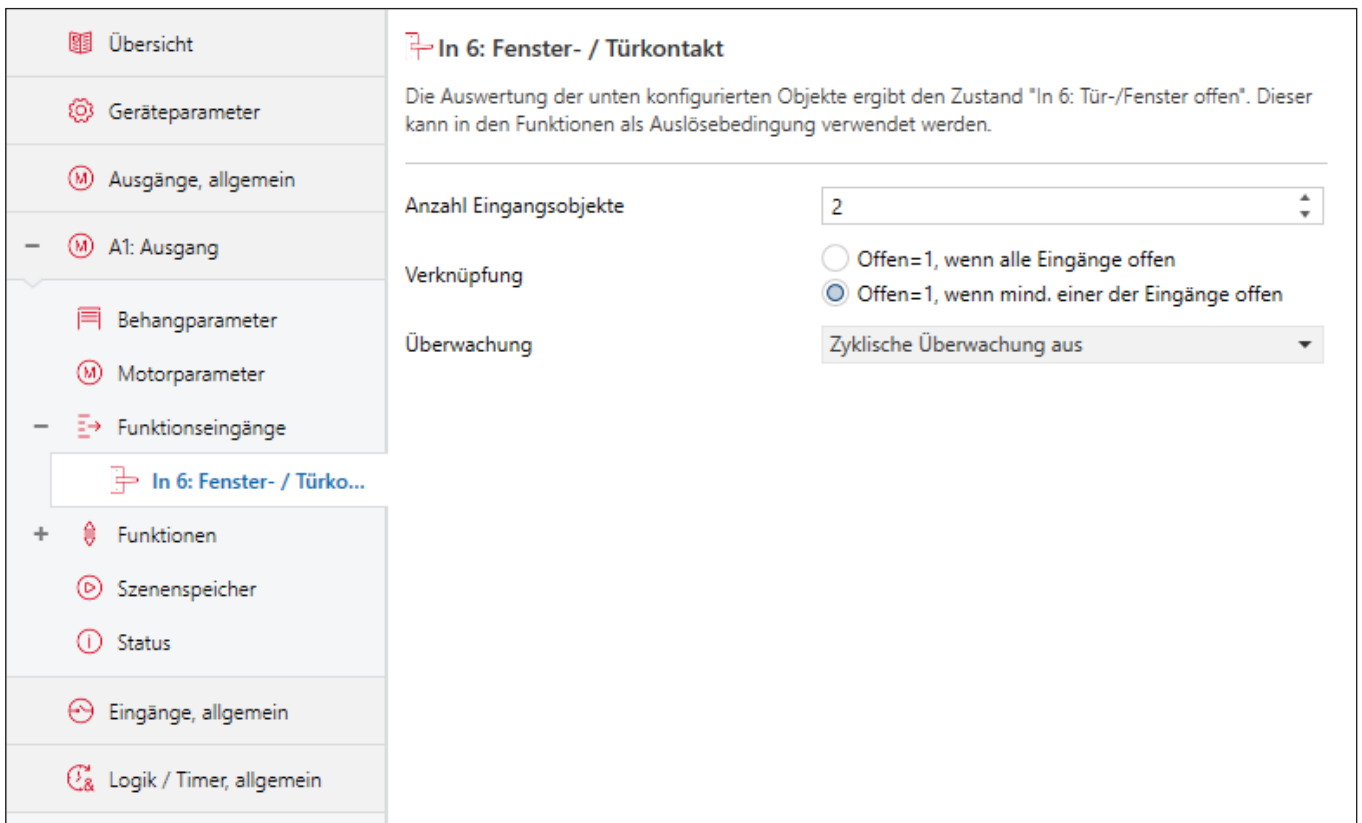 Übersicht
Geräteparameter
Ausgänge, allgemein
A1: Ausgang
Behangparameter
Motorparameter
Funktionseingänge
In 6: Fenster- / Türko...
Funktionen
Szenenspeicher
Status
Eingänge, allgemein
Logik / Timer, allgemein
In 6: Fenster- / Türkontakt
Die Auswertung der unten konfigurierten Objekte ergibt den Zustand "In 6: Tür-/Fenster offen". Dieser
kann in den Funktionen als Auslösebedingung verwendet werden.
Anzahl Eingangsobjekte 2
Verknüpfung
Offen=1, wenn alle Eingänge offen
Offen=1, wenn mind. einer der Eingänge offen
Überwachung Zyklische Überwachung aus